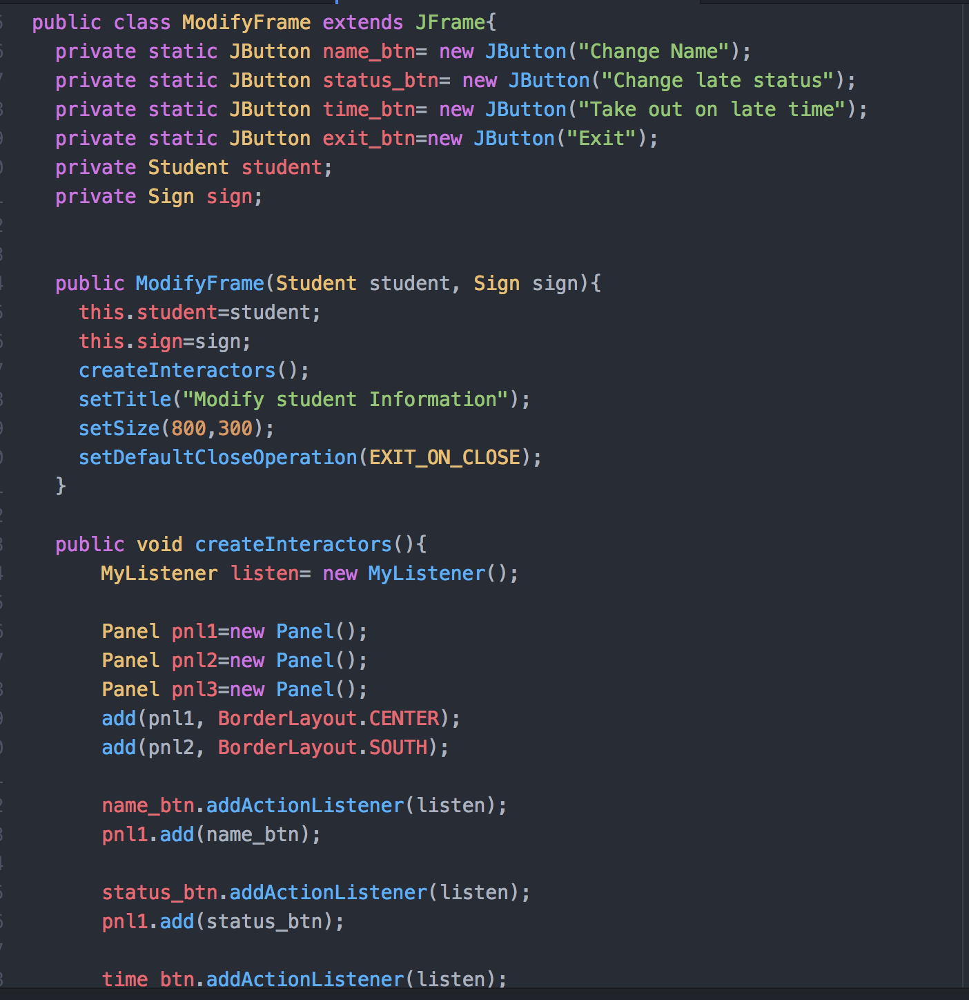 public class ModifyFrame extends JFrame{
private static JButton name_btn= new JButton("Change Name");
private static JButton status_btn= new JButton("Change late status");
private static JButton time_btn= new JButton("Take out on late time");
private static JButton exit_btn=new JButton("Exit");
private Student student;
private Sign sign;
public ModifyFrame(Student student, Sign sign){
this.student=student;
this.sign=sign;
createInteractors();
setTitle("Modify student Information");
setSize(800,300);
setDefaultCloseOperation(EXIT_ON_CLOSE);
}
public void createInteractors(){
MyListener listen= new MyListener();
Panel pnl1=new Panel();
Panel pnl2=new Panel();
Panel pnl3=new Panel();
add(pnl1, BorderLayout.CENTER);
add(pnl2, BorderLayout.SOUTH);
name_btn.addActionListener(listen);
pnl1.add(name_btn);
status_btn.addActionListener(listen);
pnl1.add(status_btn);
time_btn.addActionListener(listen);